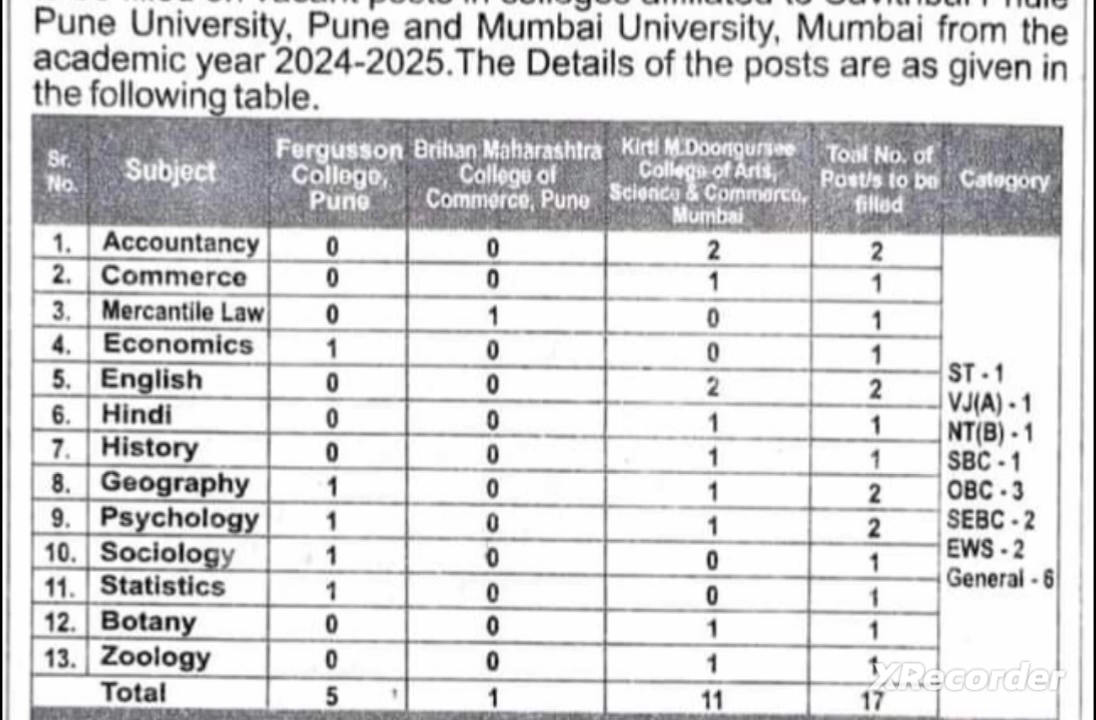 Pune University, Pune and Mumbai University, Mumbai from the
academic year 2024-2025.The Details of the posts are as given in
the following table.
Sr. No. Subject Fergusson College, Pune Brihan Maharashtra College of Commerce, Pune Kirti M.Doongursee College of Arts, Science & Commerce, Mumbai Toal No. of Post/s to be filled Category
1. Accountancy 0 0 2 2
2. Commerce 0 0 1 1
3. Mercantile Law 0 1 0 1
4. Economics 1 0 0 1
5. English 0 0 2 2
6. Hindi 0 0 1 1
7. History 0 0 1 1
8. Geography 1 0 1 2
9. Psychology 1 0 1 2
10. Sociology 1 0 0 1
11. Statistics 1 0 0 1
12. Botany 0 0 1 1
13. Zoology 0 0 1 1
Total 5 1 11 17
ST - 1
VJ(A) - 1
NT(B) - 1
SBC - 1
OBC - 3
SEBC - 2
EWS - 2
General - 6
XRecorder